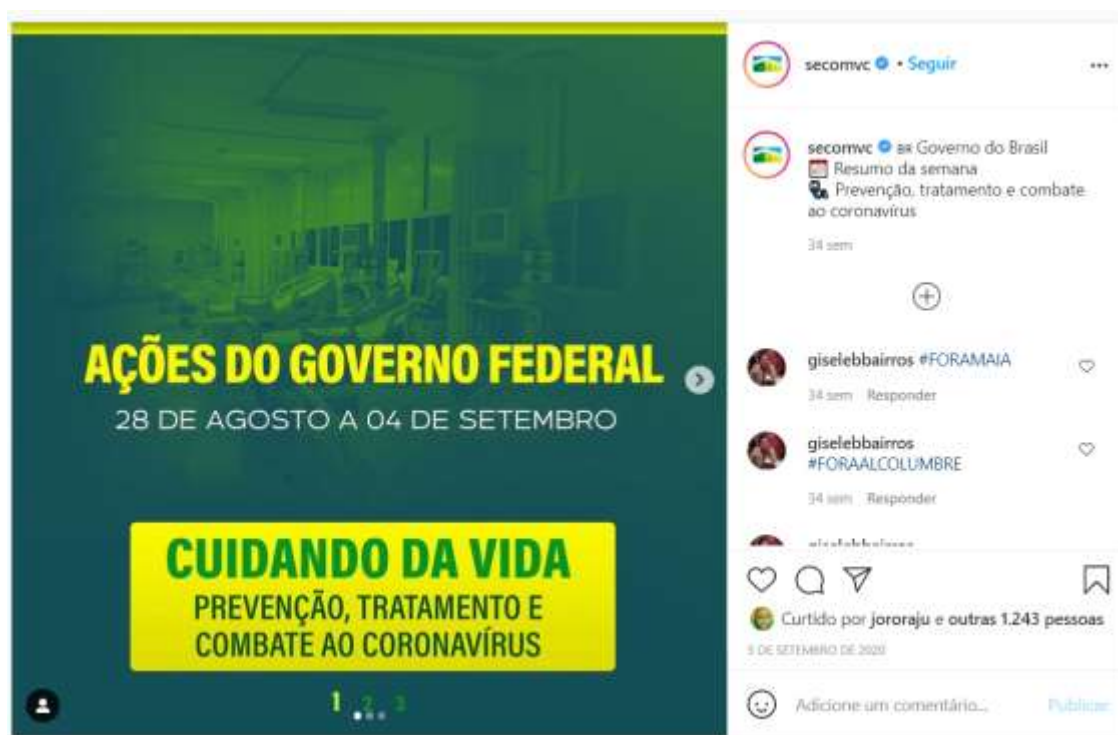 AÇÕES DO GOVERNO FEDERAL
28 DE AGOSTO A 04 DE SETEMBRO
CUIDANDO DA VIDA
PREVENÇÃO, TRATAMENTO E
COMBATE AO CORONAVÍRUS
1 2 3
secomvc • Seguir
secomvc BR Governo do Brasil
Resumo da semana
Prevenção, tratamento e combate
ao coronavírus
34 sem
giselebbairros #FORAMAIA
34 sem Responder
giselebbairros
#FORAALCOLUMBRE
34 sem Responder
Curtido por jororaju e outras 1.243 pessoas
5 DE SETEMBRO DE 2020
Adicione um comentário... Publicar